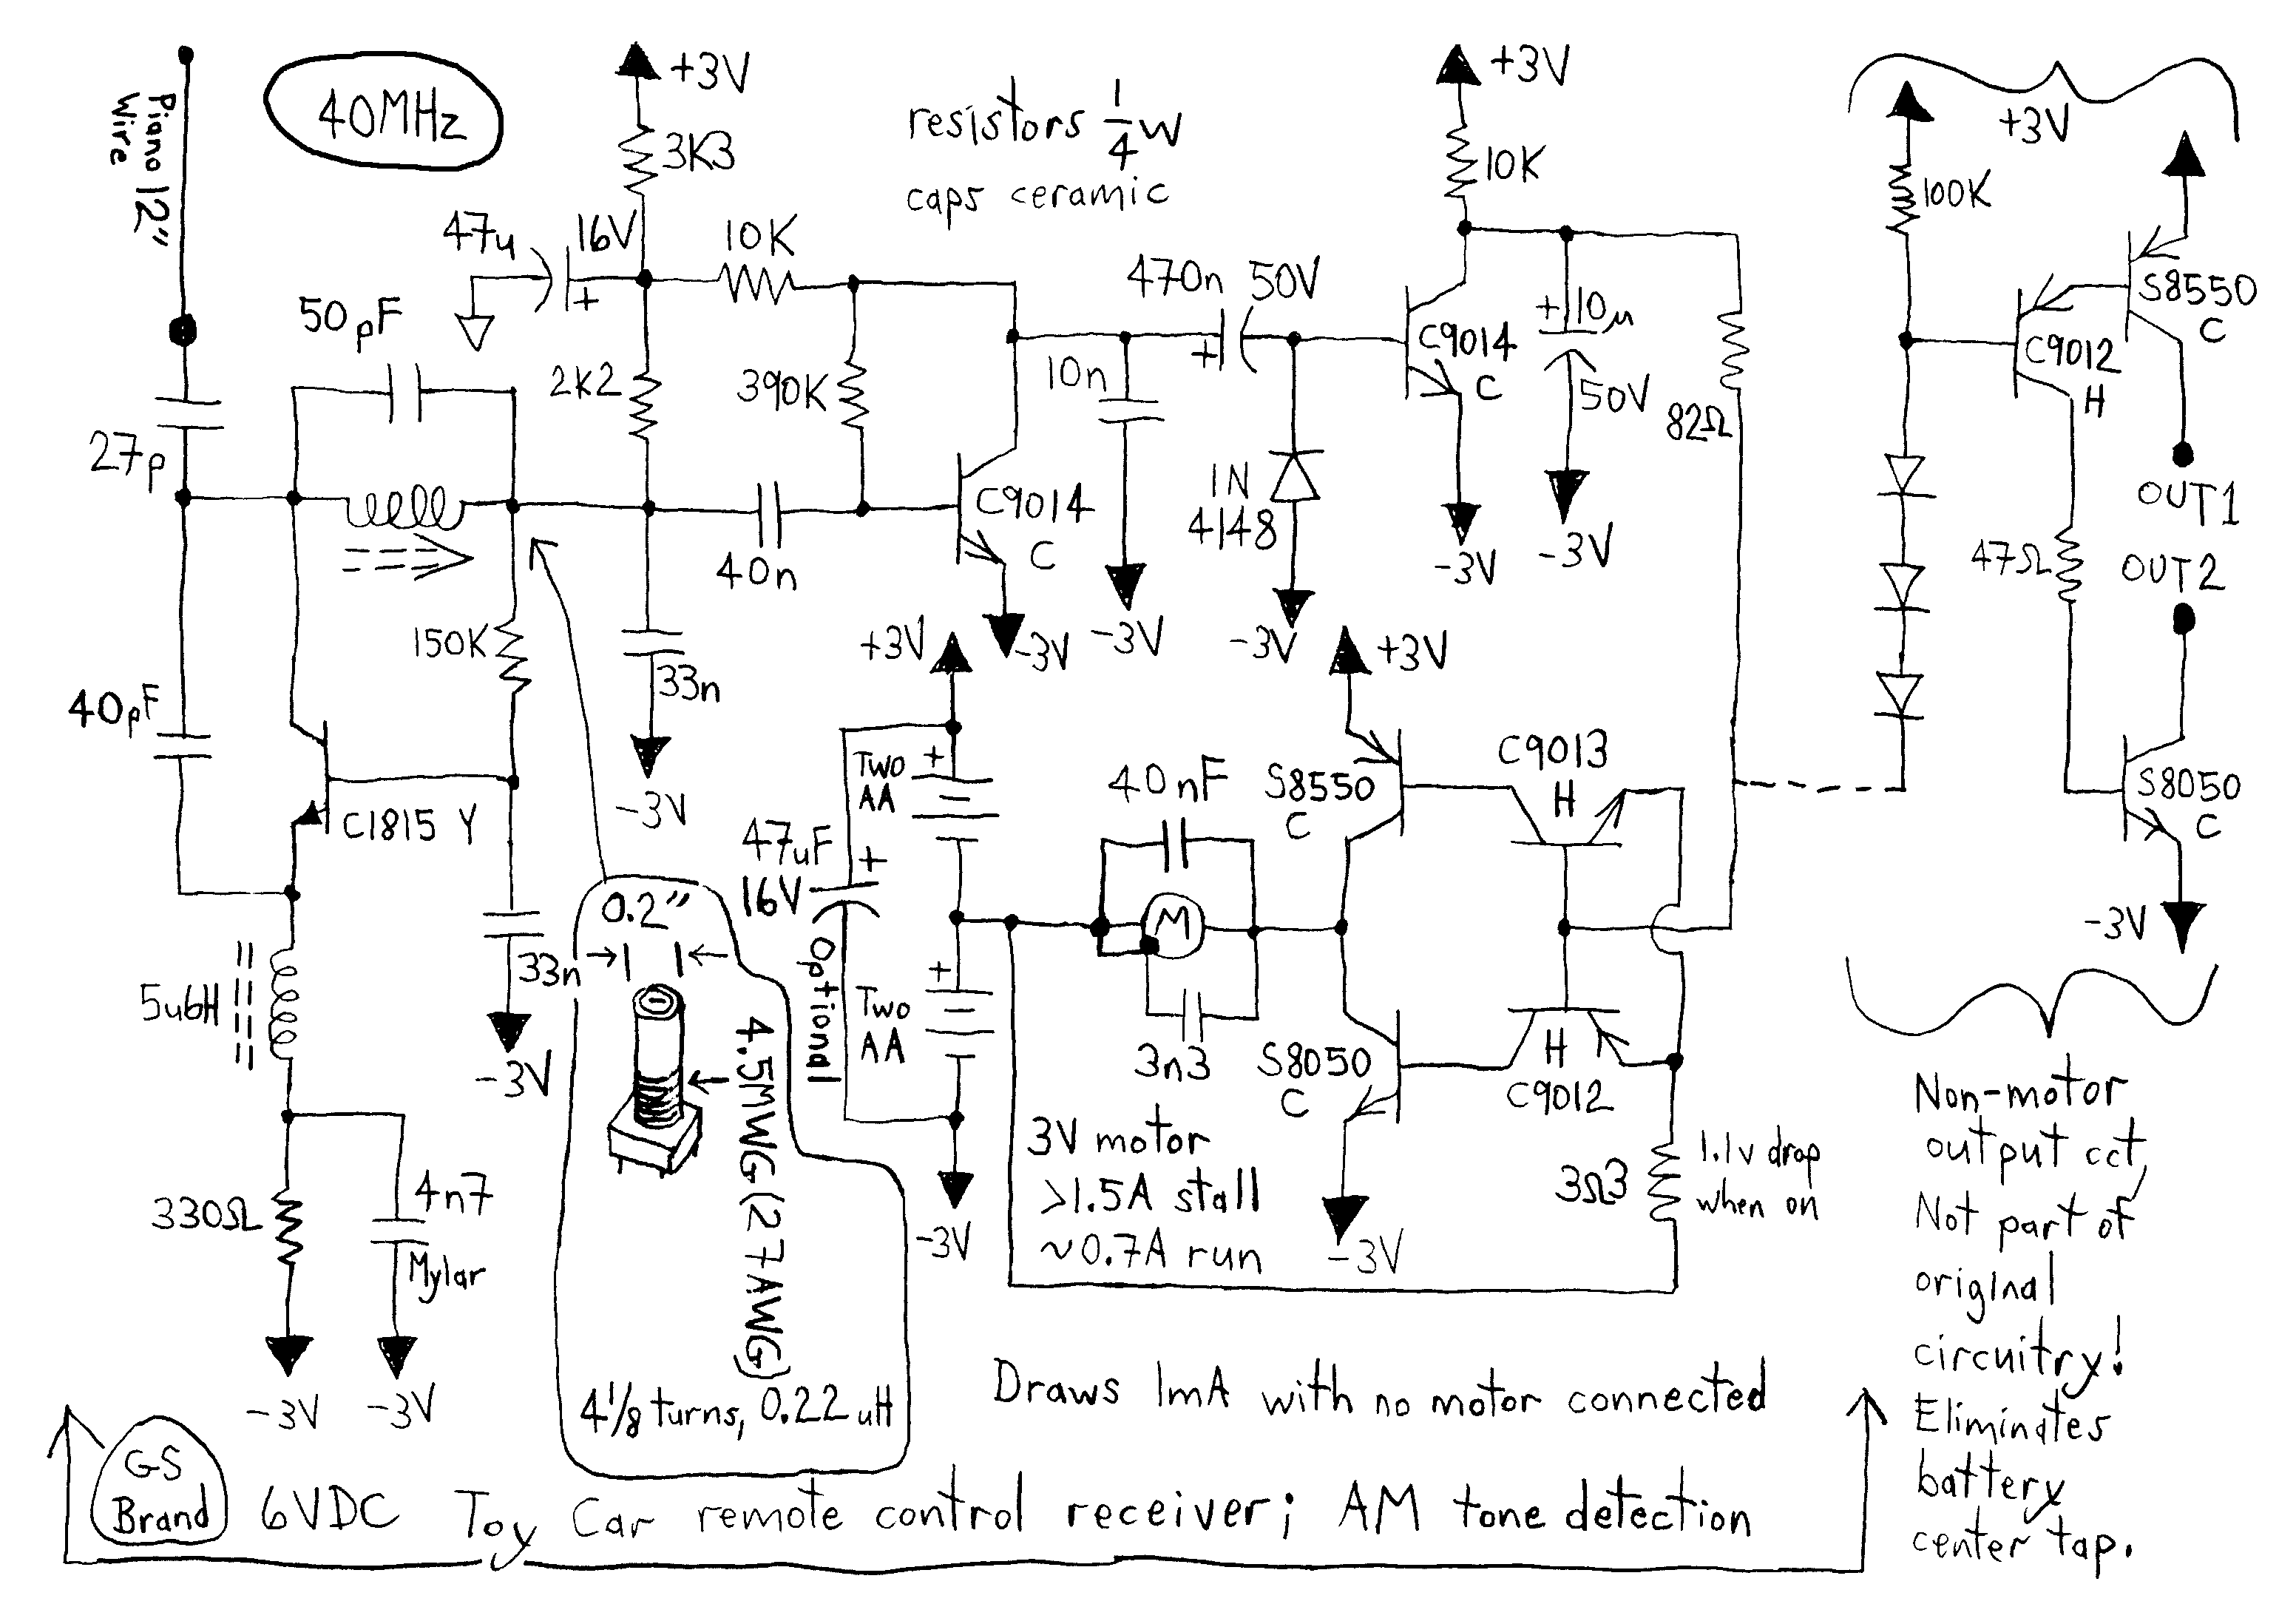 Piano 12"
Wire
40MHz
+3V
3K3
resistors 1/4 W
caps ceramic
+3V
10K
+3V
100K
47u
16V
10K
50pF
470n
50V
C9014
C
+10u
50V
S8550
C
C9012
H
27p
2K2
390K
10n
82Ω
1N
4148
-3V
-3V
OUT1
40n
C9014
C
47Ω
OUT2
150K
33n
+3V
-3V
-3V
-3V
+3V
40pF
-3V
C1815 Y
Two
AA
+
47uF
16V
+
Optional
40nF
S8550
C
C9013
H
S8050
C
-3V
0.2"
M
33n
-3V
5u6H
4.5MWG(27AWG)
+
Two
AA
3n3
S8050
C
H
C9012
330Ω
4n7
Mylar
-3V
-3V
-3V
3V motor
>1.5A stall
~0.7A run
-3V
3Ω3
1.1v drop
when on
4 1/8 turns, 0.22uH
Draws 1mA with no motor connected
Non-motor
output cct,
Not part of
original
circuitry!
Eliminates
battery
center tap.
GS
Brand
6VDC Toy Car remote control receiver; AM tone detection